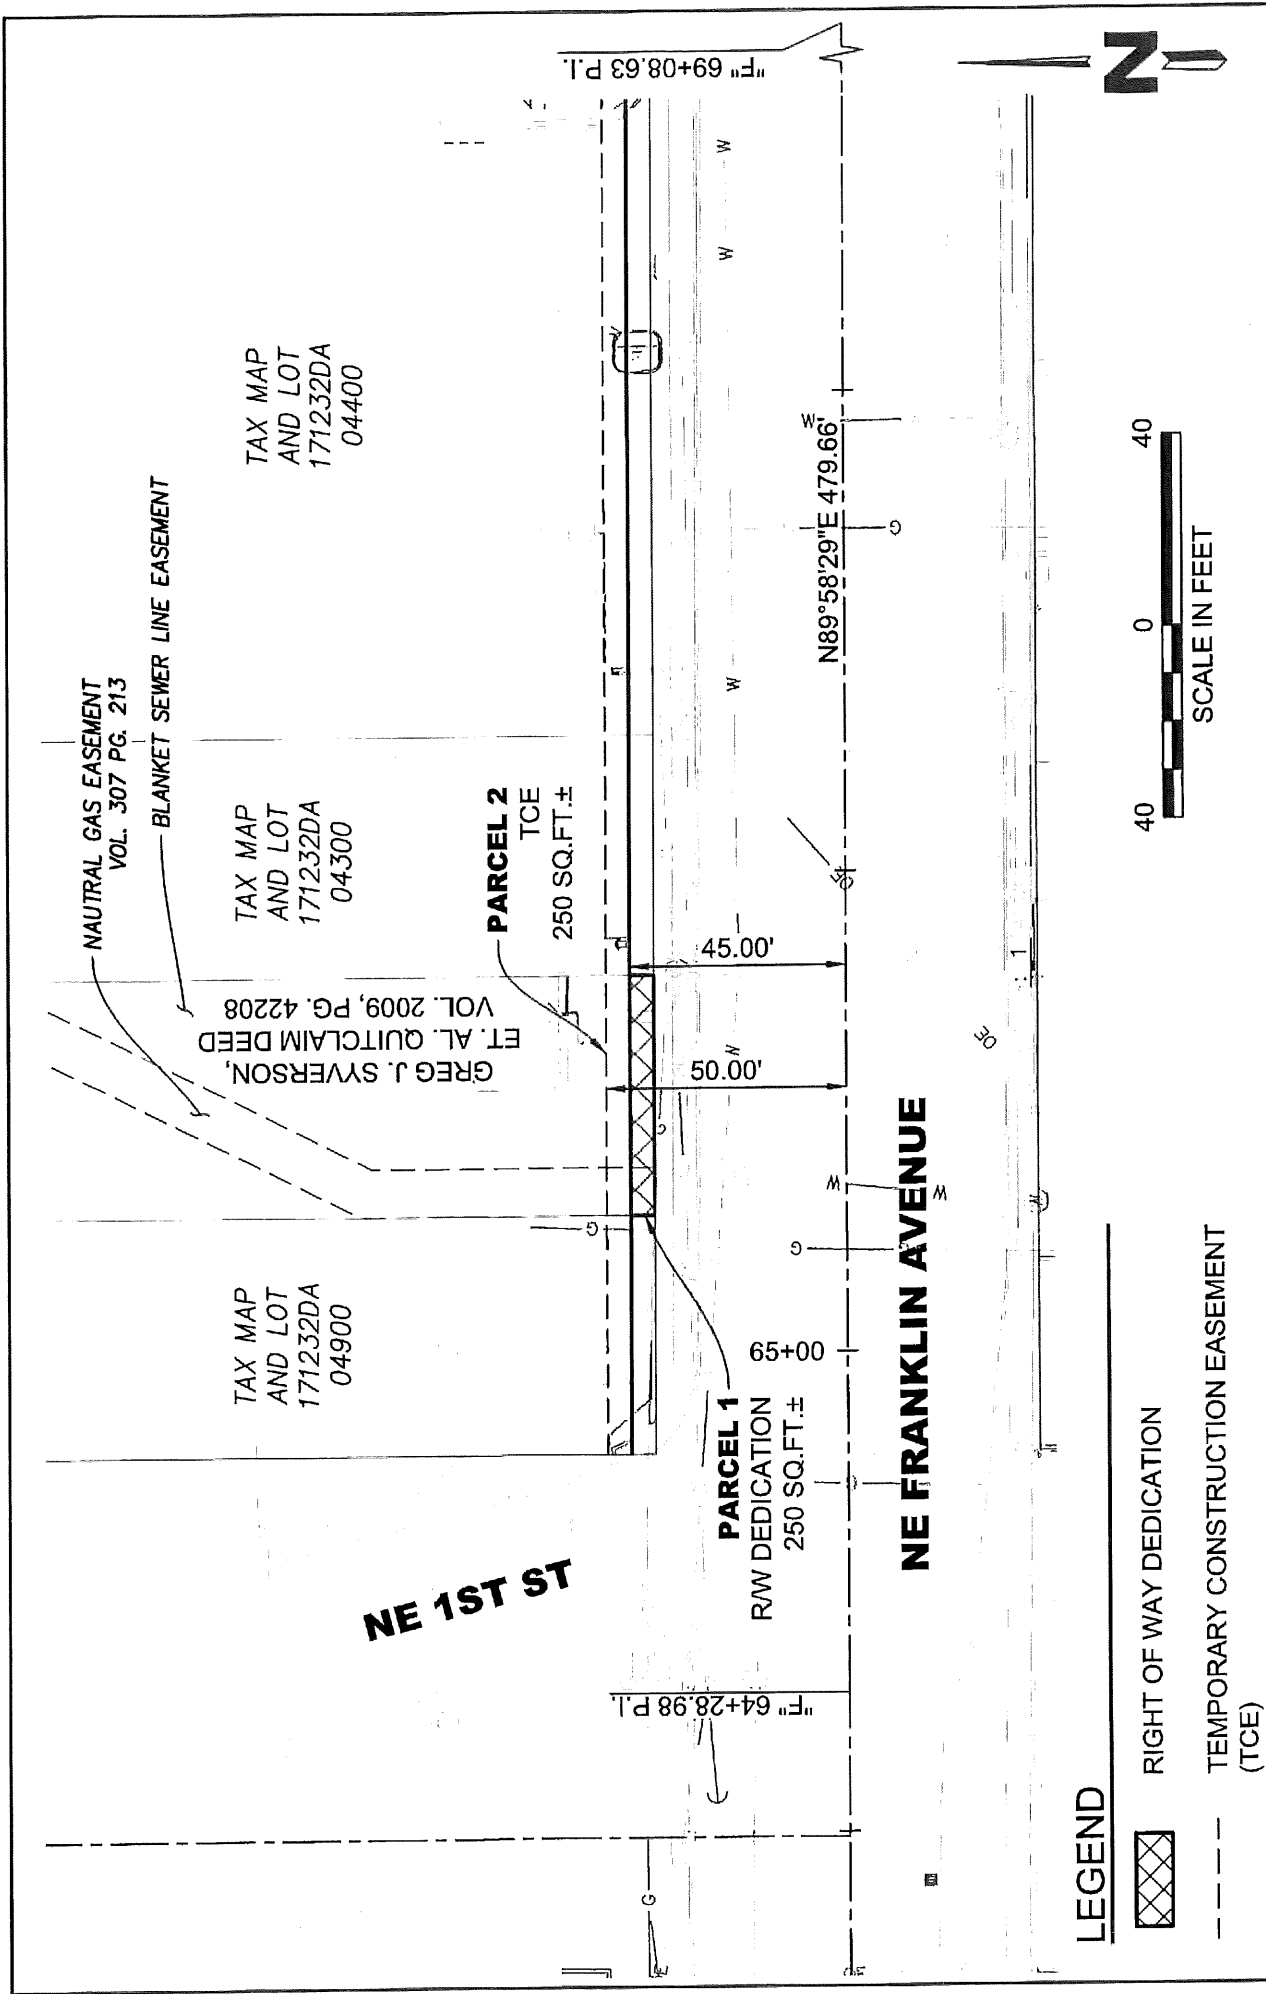 NAUTRAL GAS EASEMENT
VOL. 307 PG. 213
BLANKET SEWER LINE EASEMENT
TAX MAP
AND LOT
171232DA
04900
TAX MAP
AND LOT
171232DA
04300
TAX MAP
AND LOT
171232DA
04400
GREG J. SYVERSON,
ET. AL. QUITCLAIM DEED
VOL. 2009, PG. 42208
NE 1ST ST
PARCEL 2
TCE
250 SQ.FT.±
"F" 69+08.63 P.I.
"F" 64+28.98 P.I.
PARCEL 1
R/W DEDICATION
250 SQ.FT.±
65+00
50.00'
45.00'
N89°58'29"E 479.66'
G
G
G
G
W
W
W
W
W
W
OE
OE
NE FRANKLIN AVENUE
N
LEGEND
RIGHT OF WAY DEDICATION
TEMPORARY CONSTRUCTION EASEMENT
(TCE)
40 0 40
SCALE IN FEET